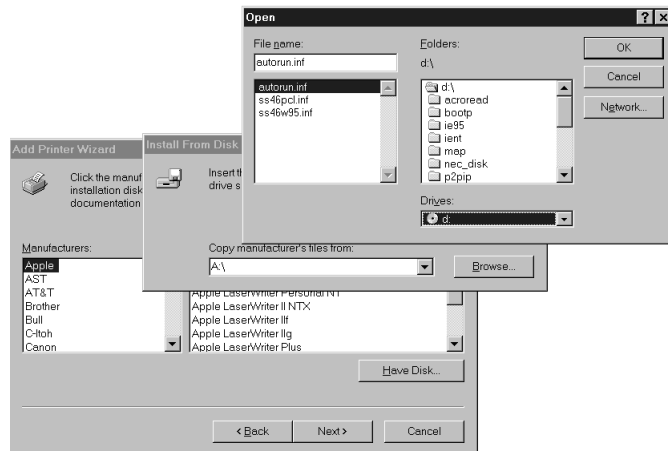 Open
File name:
autorun.inf
autorun.inf
ss46pcl.inf
ss46w95.inf
Folders:
d:\
d:\
acroread
bootp
ie95
ient
map
nec_disk
p2pip
Drives:
d:
OK
Cancel
Network...
Install From Disk
Insert th
drive s
Copy manufacturer's files from:
A:\
Browse...
Add Printer Wizard
Click the manuf
installation disk
documentation
Manufacturers:
Apple
AST
AT&T
Brother
Bull
C-Itoh
Canon
Apple LaserWriter Personal NT
Apple LaserWriter II NTX
Apple LaserWriter IIf
Apple LaserWriter IIg
Apple LaserWriter Plus
Have Disk...
< Back
Next >
Cancel